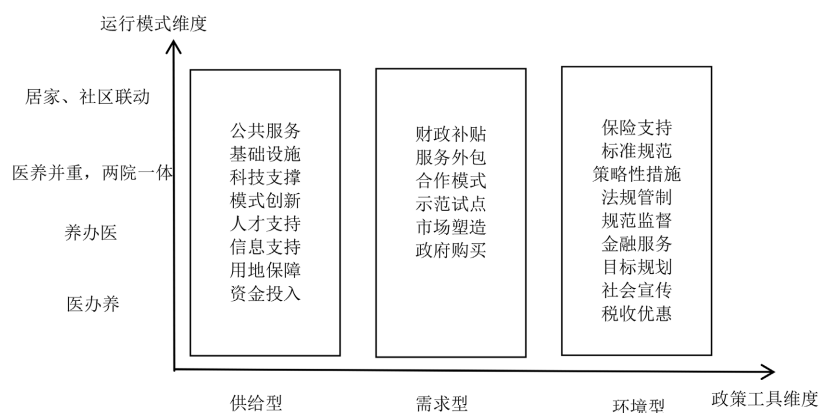 运行模式维度
居家、社区联动
医养并重，两院一体
养办医
医办养
公共服务
基础设施
科技支撑
模式创新
人才支持
信息支持
用地保障
资金投入
财政补贴
服务外包
合作模式
示范试点
市场塑造
政府购买
保险支持
标准规范
策略性措施
法规管制
规范监督
金融服务
目标规划
社会宣传
税收优惠
供给型
需求型
环境型
政策工具维度